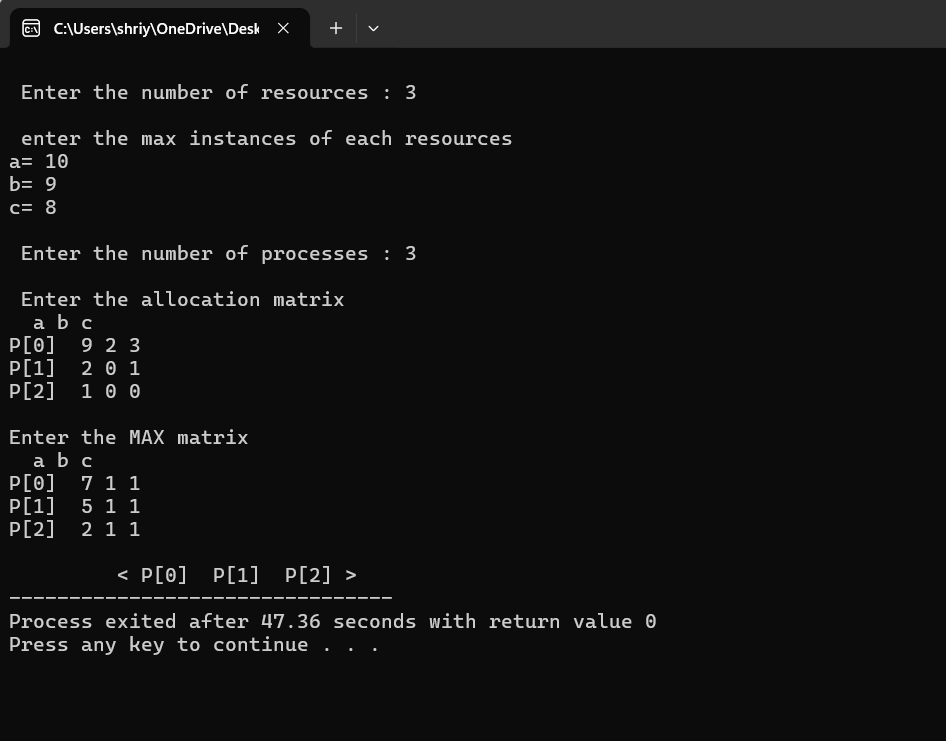 C:\Users\shriy\OneDrive\Desk
Enter the number of resources : 3
enter the max instances of each resources
a= 10
b= 9
c= 8
Enter the number of processes : 3
Enter the allocation matrix
a b c
P[0]  9 2 3
P[1]  2 0 1
P[2]  1 0 0
Enter the MAX matrix
a b c
P[0]  7 1 1
P[1]  5 1 1
P[2]  2 1 1
< P[0]  P[1]  P[2] >
--------------------------------
Process exited after 47.36 seconds with return value 0
Press any key to continue . . .